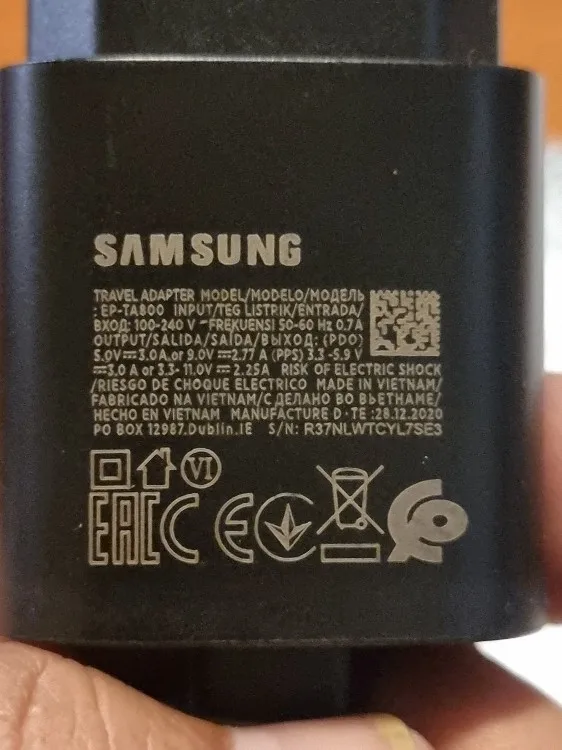 SAMSUNG
TRAVEL ADAPTER MODEL/MODELO/МОДЕЛЬ
: EP-TA800 INPUT/TEG LISTRIK/ENTRADA/
ВХОД: 100-240 V ~FREKUENSI 50-60 Hz 0.7A
OUTPUT/SALIDA/SAÍDA/ВЫХОД: (PDO)
5.0V⎓3.0A or 9.0V⎓2.77 A (PPS) 3.3 -5.9 V
⎓3.0 A or 3.3- 11.0V⎓ 2.25A RISK OF ELECTRIC SHOCK
/RIESGO DE CHOQUE ELECTRICO MADE IN VIETNAM/
FABRICADO NA VIETNAM/СДЕЛАНО ВО ВЬЕТНАМЕ/
HECHO EN VIETNAM MANUFACTURE D · TE :28.12.2020
PO BOX 12987.Dublin.IE S/N: R37NLWTCYL7SE3
VI
EAC CE